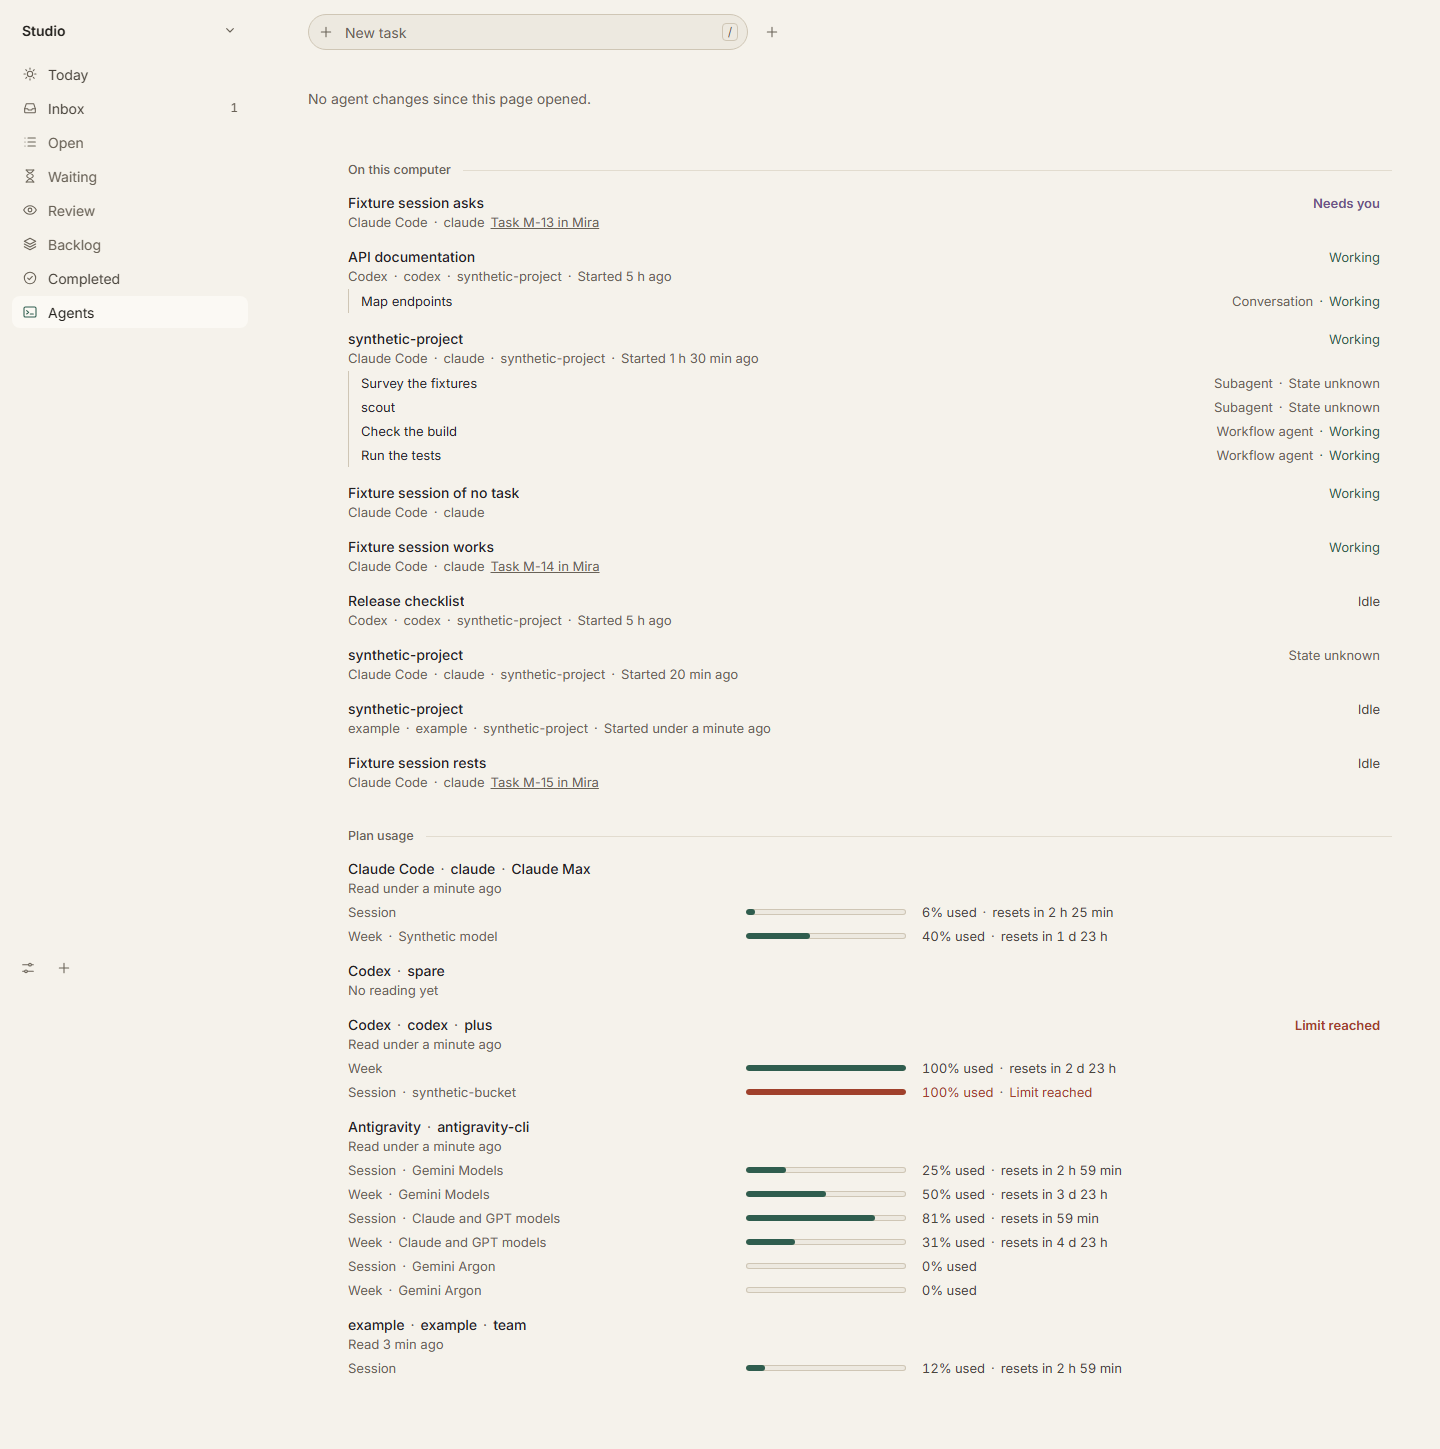 Studio
New task /
Today
Inbox 1
Open
Waiting
Review
Backlog
Completed
Agents
No agent changes since this page opened.
On this computer
Fixture session asks Needs you
Claude Code · claude Task M-13 in Mira
API documentation Working
Codex · codex · synthetic-project · Started 5 h ago
Map endpoints Conversation · Working
synthetic-project Working
Claude Code · claude · synthetic-project · Started 1 h 30 min ago
Survey the fixtures Subagent · State unknown
scout Subagent · State unknown
Check the build Workflow agent · Working
Run the tests Workflow agent · Working
Fixture session of no task Working
Claude Code · claude
Fixture session works Working
Claude Code · claude Task M-14 in Mira
Release checklist Idle
Codex · codex · synthetic-project · Started 5 h ago
synthetic-project State unknown
Claude Code · claude · synthetic-project · Started 20 min ago
synthetic-project Idle
example · example · synthetic-project · Started under a minute ago
Fixture session rests Idle
Claude Code · claude Task M-15 in Mira
Plan usage
Claude Code · claude · Claude Max
Read under a minute ago
Session 6% used · resets in 2 h 25 min
Week · Synthetic model 40% used · resets in 1 d 23 h
Codex · spare
No reading yet
Codex · codex · plus Limit reached
Read under a minute ago
Week 100% used · resets in 2 d 23 h
Session · synthetic-bucket 100% used · Limit reached
Antigravity · antigravity-cli
Read under a minute ago
Session · Gemini Models 25% used · resets in 2 h 59 min
Week · Gemini Models 50% used · resets in 3 d 23 h
Session · Claude and GPT models 81% used · resets in 59 min
Week · Claude and GPT models 31% used · resets in 4 d 23 h
Session · Gemini Argon 0% used
Week · Gemini Argon 0% used
example · example · team
Read 3 min ago
Session 12% used · resets in 2 h 59 min